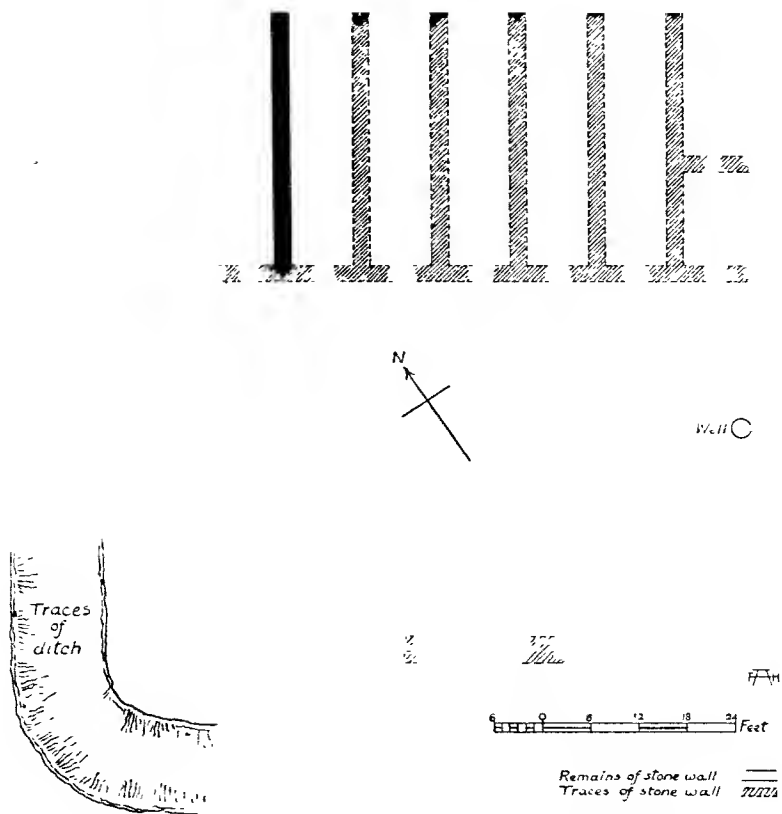 N
Well
Traces
of
ditch
6 0 6 12 18 24 Feet
Remains of stone wall
Traces of stone wall